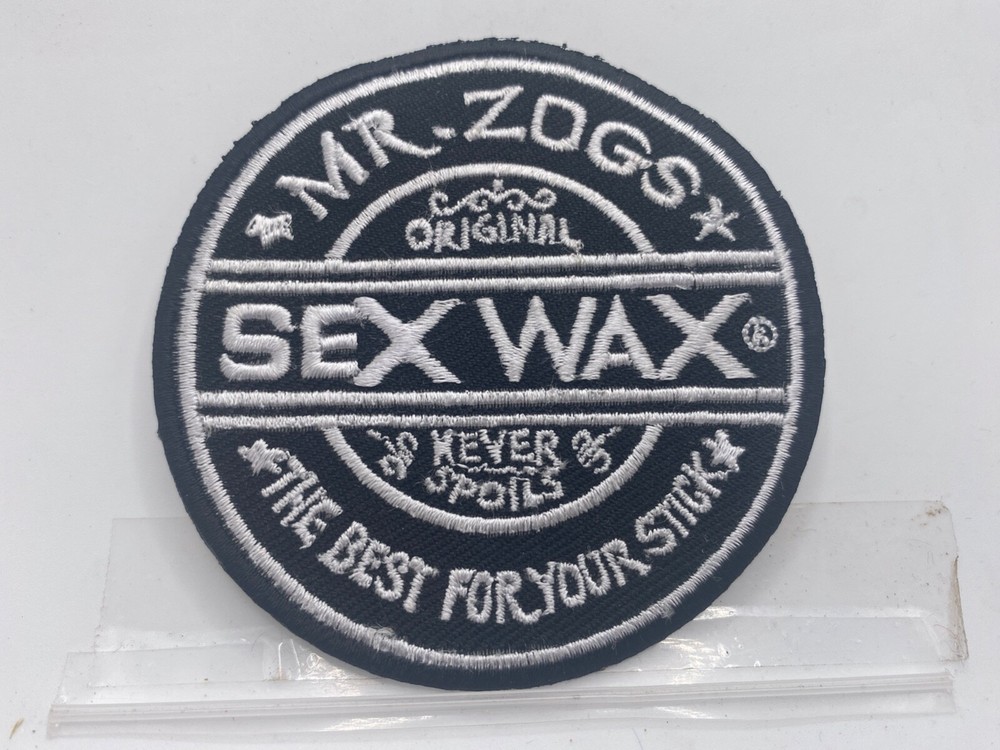 MR. ZOGS
ORIGINAL
SEX WAX ®
NEVER
SPOILS
THE BEST FOR YOUR STICK